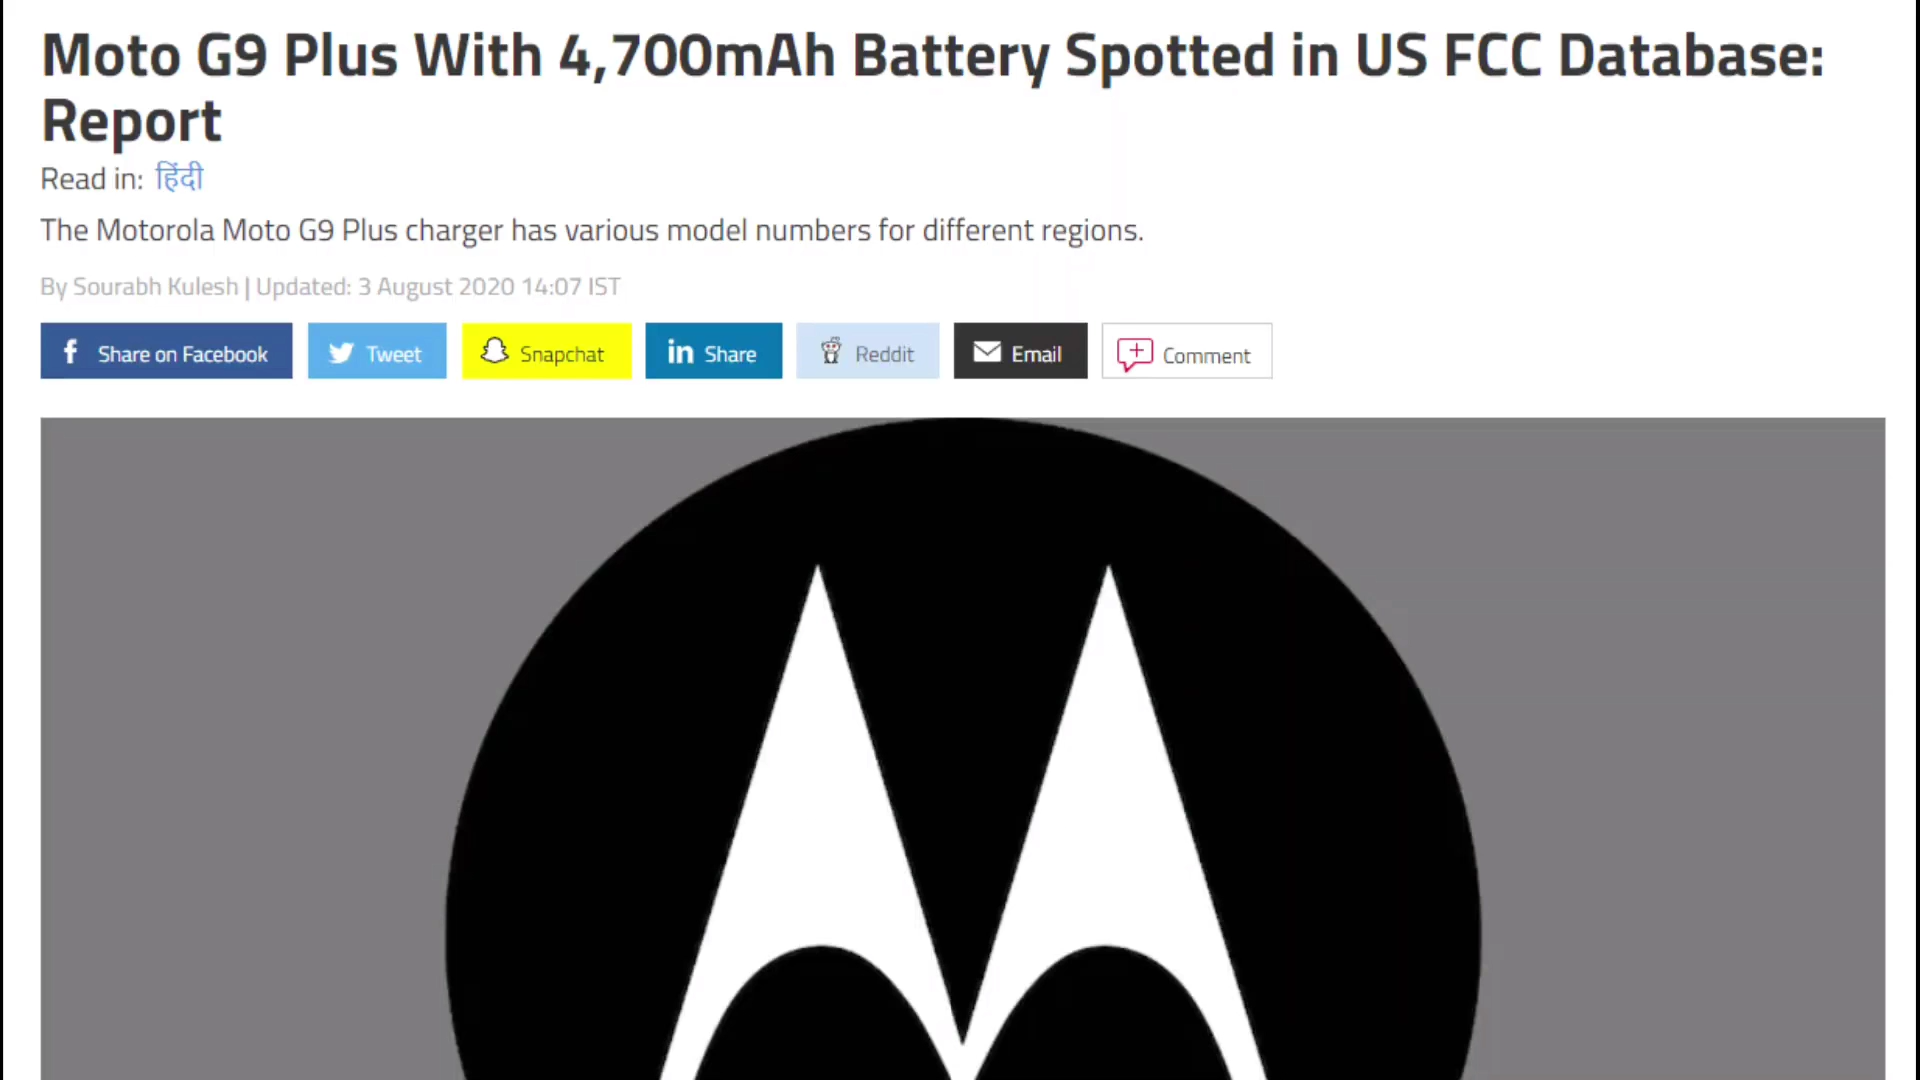 Moto G9 Plus With 4,700mAh Battery Spotted in US FCC Database:
Report
Read in: हिंदी
The Motorola Moto G9 Plus charger has various model numbers for different regions.
By Sourabh Kulesh | Updated: 3 August 2020 14:07 IST
Share on Facebook Tweet Snapchat in Share Reddit Email Comment